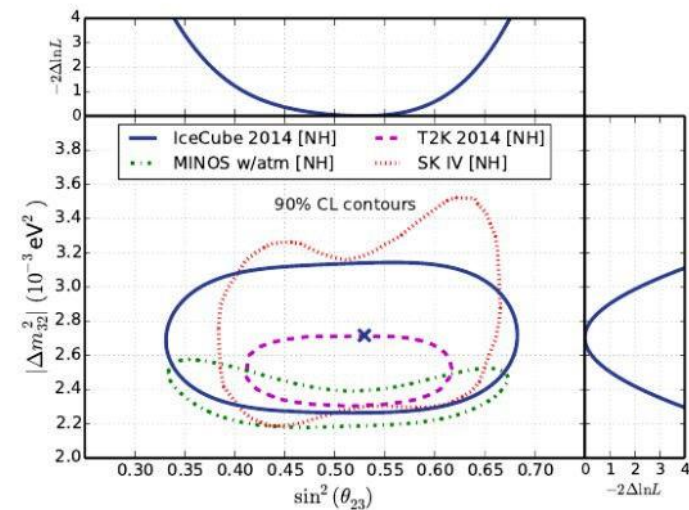 4
3
2
1
0
−2ΔlnL
IceCube 2014 [NH]
T2K 2014 [NH]
MINOS w/atm [NH]
SK IV [NH]
90% CL contours
3.8
3.6
3.4
3.2
3.0
2.8
2.6
2.4
2.2
2.0
|Δm²₃₂| (10⁻³ eV²)
0.30 0.35 0.40 0.45 0.50 0.55 0.60 0.65 0.70
sin² (θ₂₃)
0 1 2 3 4
−2ΔlnL